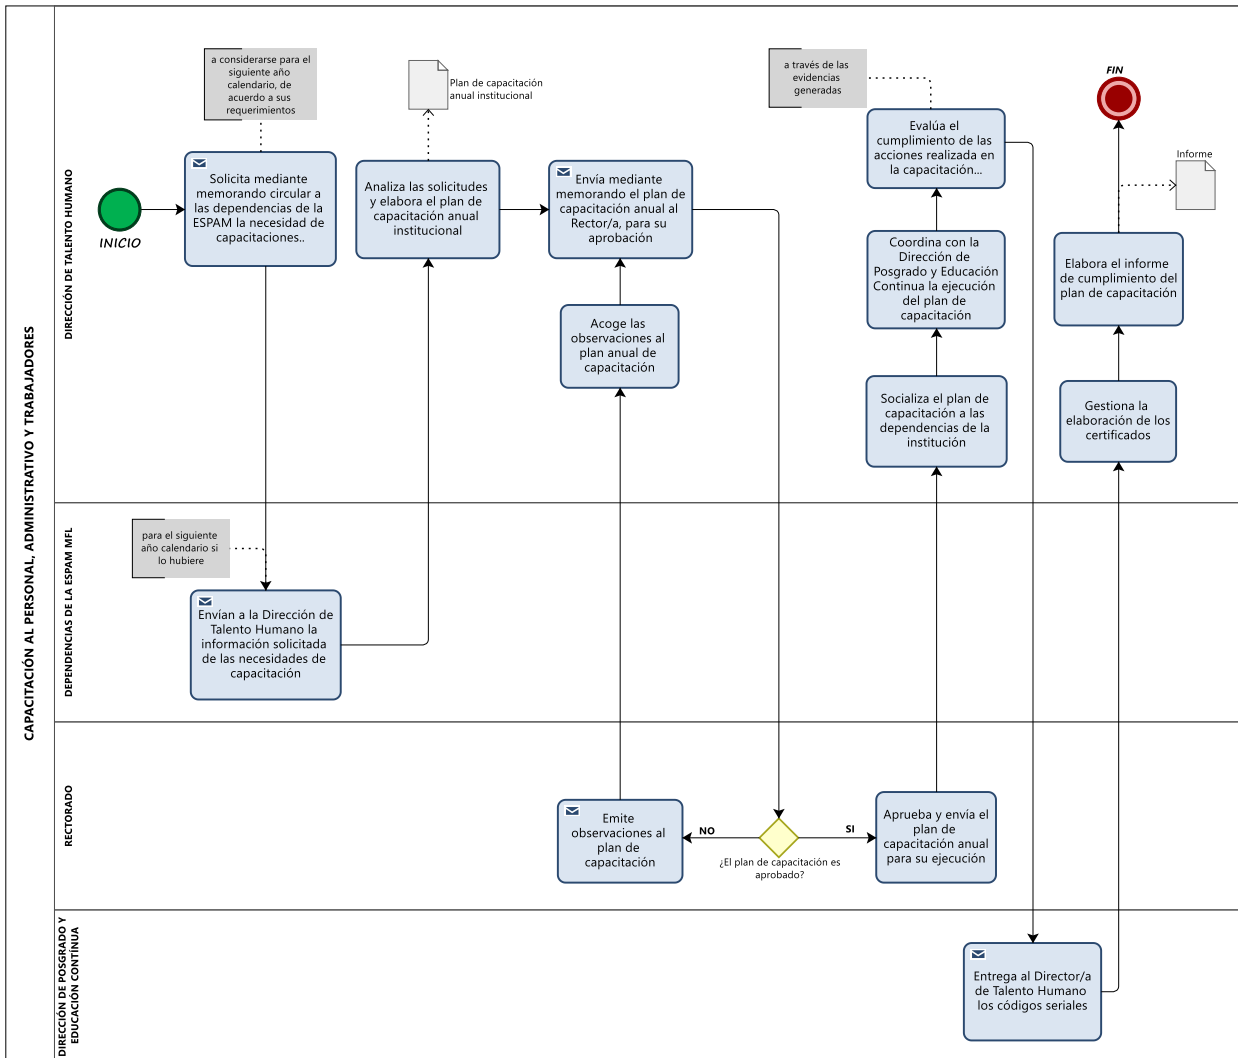 CAPACITACIÓN AL PERSONAL, ADMINISTRATIVO Y TRABAJADORES
DIRECCIÓN DE TALENTO HUMANO
a considerarse para el
siguiente año
calendario, de
acuerdo a sus
requerimientos
Plan de capacitación
anual institucional
a través de las
evidencias
generadas
FIN
Informe
INICIO
Solicita mediante
memorando circular a
las dependencias de la
ESPAM la necesidad de
capacitaciones..
Analiza las solicitudes
y elabora el plan de
capacitación anual
institucional
Envía mediante
memorando el plan de
capacitación anual al
Rector/a, para su
aprobación
Evalúa el
cumplimiento de las
acciones realizada en
la capacitación...
Coordina con la
Dirección de
Posgrado y Educación
Continua la ejecución
del plan de
capacitación
Elabora el informe
de cumplimiento del
plan de capacitación
Acoge las
observaciones al
plan anual de
capacitación
Socializa el plan de
capacitación a las
dependencias de la
institución
Gestiona la
elaboración de los
certificados
DEPENDENCIAS DE LA ESPAM MFL
para el siguiente
año calendario si
lo hubiere
Envían a la Dirección de
Talento Humano la
información solicitada
de las necesidades de
capacitación
RECTORADO
Emite
observaciones al
plan de
capacitación
NO
SI
¿El plan de capacitación es
aprobado?
Aprueba y envía el
plan de
capacitación anual
para su ejecución
DIRECCIÓN DE POSGRADO Y
EDUCACIÓN CONTÍNUA
Entrega al Director/a
de Talento Humano
los códigos seriales